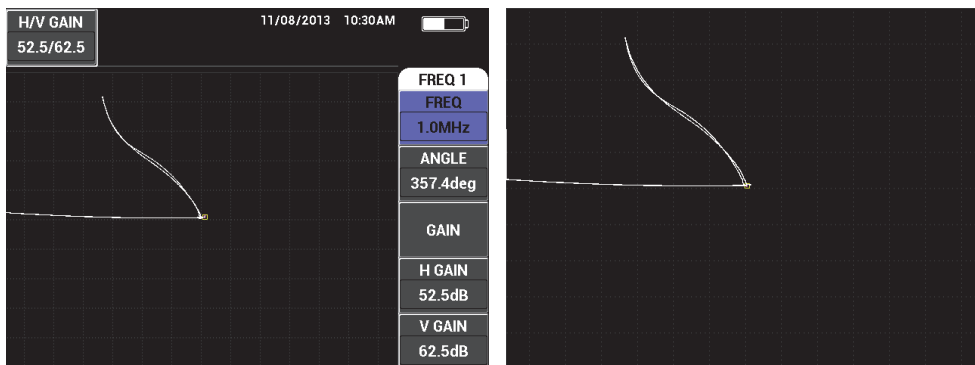 H/V GAIN
52.5/62.5
11/08/2013 10:30AM
FREQ 1
FREQ
1.0MHz
ANGLE
357.4deg
GAIN
H GAIN
52.5dB
V GAIN
62.5dB